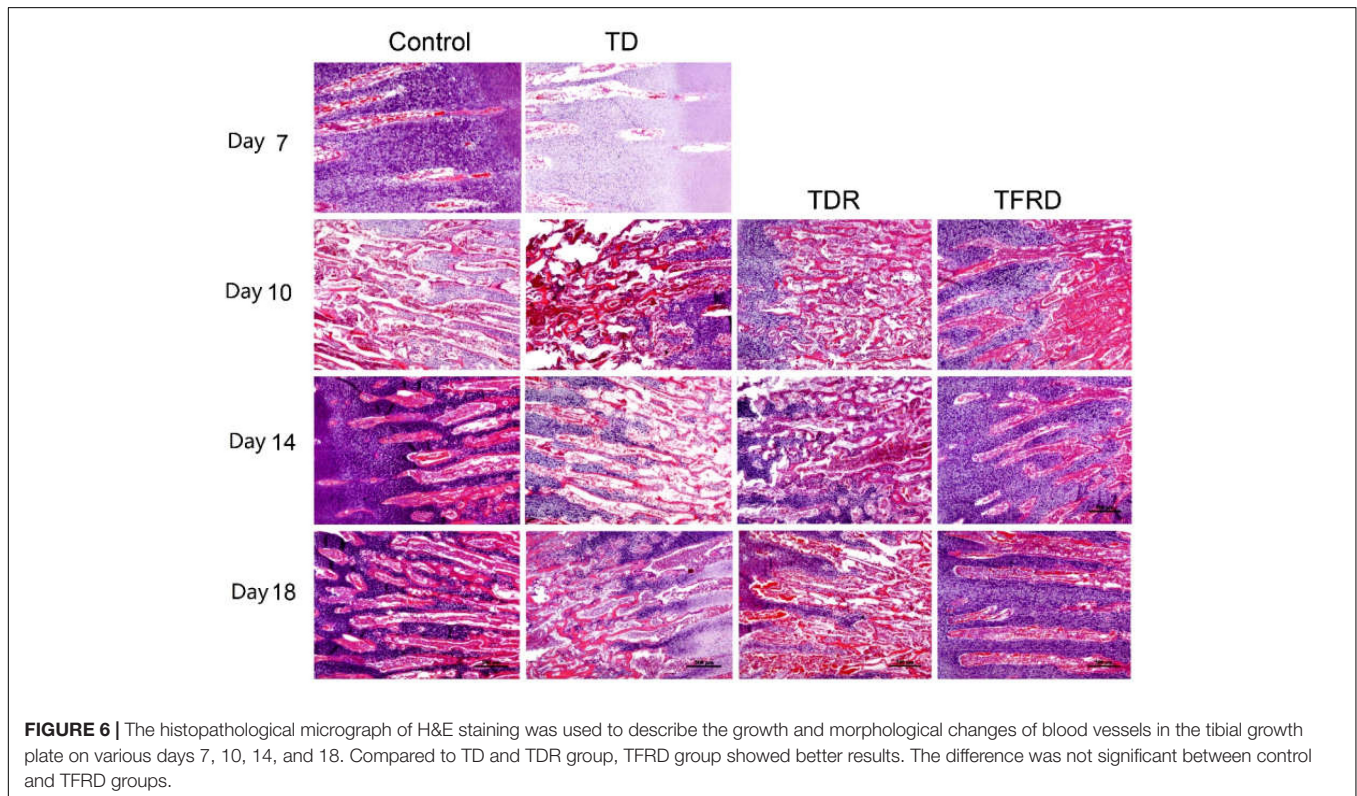 Control TD
Day 7
TDR TFRD
Day 10
Day 14
Day 18
FIGURE 6 | The histopathological micrograph of H&E staining was used to describe the growth and morphological changes of blood vessels in the tibial growth
plate on various days 7, 10, 14, and 18. Compared to TD and TDR group, TFRD group showed better results. The difference was not significant between control
and TFRD groups.